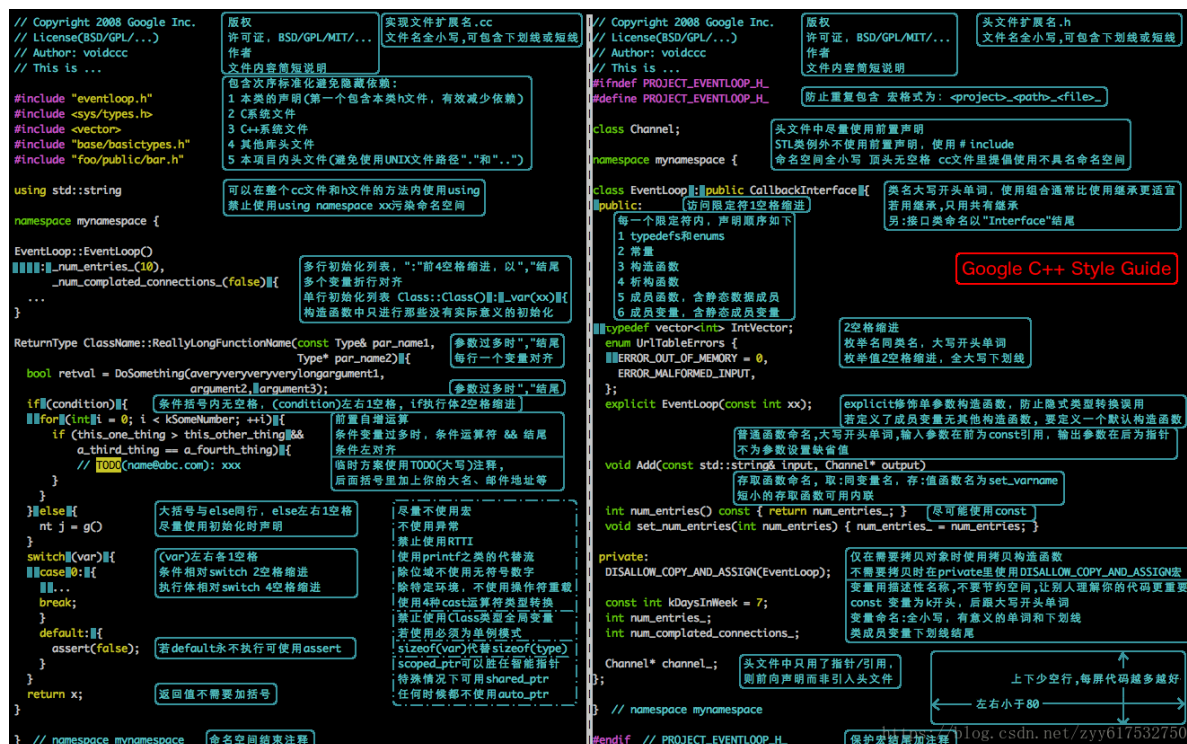 // Copyright 2008 Google Inc.
// License(BSD/GPL/...)
// Author: voidccc
// This is ...
版权
许可证, BSD/GPL/MIT/...
作者
文件内容简短说明
实现文件扩展名.cc
文件名全小写,可包含下划线或短线
#include "eventloop.h"
#include <sys/types.h>
#include <vector>
#include "base/basictypes.h"
#include "foo/public/bar.h"
包含次序标准化避免隐藏依赖:
1 本类的声明(第一个包含本类h文件, 有效减少依赖)
2 C系统文件
3 C++系统文件
4 其他库头文件
5 本项目内头文件(避免使用UNIX文件路径"."和"..")
using std::string
可以在整个cc文件和h文件的方法内使用using
禁止使用using namespace xx污染命名空间
namespace mynamespace {
EventLoop::EventLoop()
: _num_entries_(10),
_num_complated_connections_(false) {
...
}
多行初始化列表, ":"前4空格缩进, 以","结尾
多个变量折行对齐
单行初始化列表 Class::Class() : _var(xx) {
构造函数中只进行那些没有实际意义的初始化
ReturnType ClassName::ReallyLongFunctionName(const Type& par_name1,
Type* par_name2) {
参数过多时","结尾
每行一个变量对齐
bool retval = DoSomething(averyveryveryverylongargument1,
argument2, argument3);
参数过多时","结尾
if (condition) {
条件括号内无空格, (condition)左右1空格, if执行体2空格缩进
for (int i = 0; i < kSomeNumber; ++i) {
if (this_one_thing > this_other_thing &&
a_third_thing == a_fourth_thing) {
// TODO(name@abc.com): xxx
}
}
前置自增运算
条件变量过多时, 条件运算符 && 结尾
条件左对齐
临时方案使用TODO(大写)注释,
后面括号里加上你的大名、邮件地址等
} else {
nt j = g()
}
大括号与else同行, else左右1空格
尽量使用初始化时声明
switch (var) {
case 0: {
...
break;
}
default: {
assert(false);
}
}
return x;
}
(var)左右各1空格
条件相对switch 2空格缩进
执行体相对switch 4空格缩进
若default永不执行可使用assert
返回值不需要加括号
尽量不使用宏
不使用异常
禁止使用RTTI
使用printf之类的代替流
除位域不使用无符号数字
除特定环境, 不使用操作符重载
使用4种cast运算符类型转换
禁止使用Class类型全局变量
若使用必须为单例模式
sizeof(var)代替sizeof(type)
scoped_ptr可以胜任智能指针
特殊情况下可用shared_ptr
任何时候都不使用auto_ptr
} // namespace mynamespace
命名空间结束注释
// Copyright 2008 Google Inc.
// License(BSD/GPL/...)
// Author: voidccc
// This is ...
版权
许可证, BSD/GPL/MIT/...
作者
文件内容简短说明
头文件扩展名.h
文件名全小写,可包含下划线或短线
#ifndef PROJECT_EVENTLOOP_H_
#define PROJECT_EVENTLOOP_H_
防止重复包含 宏格式为: <project>_<path>_<file>_
class Channel;
namespace mynamespace {
头文件中尽量使用前置声明
STL类例外不使用前置声明, 使用#include
命名空间全小写 顶头无空格 cc文件里提倡使用不具名命名空间
class EventLoop : public CallbackInterface {
public:
访问限定符1空格缩进
类名大写开头单词, 使用组合通常比使用继承更适宜
若用继承,只用共有继承
另:接口类命名以"Interface"结尾
每一个限定符内, 声明顺序如下
1 typedefs和enums
2 常量
3 构造函数
4 析构函数
5 成员函数, 含静态数据成员
6 成员变量, 含静态成员变量
Google C++ Style Guide
typedef vector<int> IntVector;
enum UrlTableErrors {
ERROR_OUT_OF_MEMORY = 0,
ERROR_MALFORMED_INPUT,
};
2空格缩进
枚举名同类名, 大写开头单词
枚举值2空格缩进, 全大写下划线
explicit EventLoop(const int xx);
explicit修饰单参数构造函数, 防止隐式类型转换误用
若定义了成员变量无其他构造函数, 要定义一个默认构造函数
普通函数命名,大写开头单词,输入参数在前为const引用, 输出参数在后为指针
不为参数设置缺省值
void Add(const std::string& input, Channel* output)
存取函数命名, 取:同变量名, 存:值函数名为set_varname
短小的存取函数可用内联
int num_entries() const { return num_entries_; }
尽可能使用const
void set_num_entries(int num_entries) { num_entries_ = num_entries; }
private:
DISALLOW_COPY_AND_ASSIGN(EventLoop);
仅在需要拷贝对象时使用拷贝构造函数
不需要拷贝时在private里使用DISALLOW_COPY_AND_ASSIGN宏
const int kDaysInWeek = 7;
int num_entries_;
int num_complated_connections_;
变量用描述性名称,不要节约空间,让别人理解你的代码更重要
const 变量为k开头, 后跟大写开头单词
变量命名:全小写, 有意义的单词和下划线
类成员变量下划线结尾
Channel* channel_;
};
头文件中只用了指针/引用,
则前向声明而非引入头文件
上下少空行,每屏代码越多越好
左右小于80
} // namespace mynamespace
#endif // PROJECT_EVENTLOOP_H_
保护宏结尾加注释
https://blog.csdn.net/zyy617532750